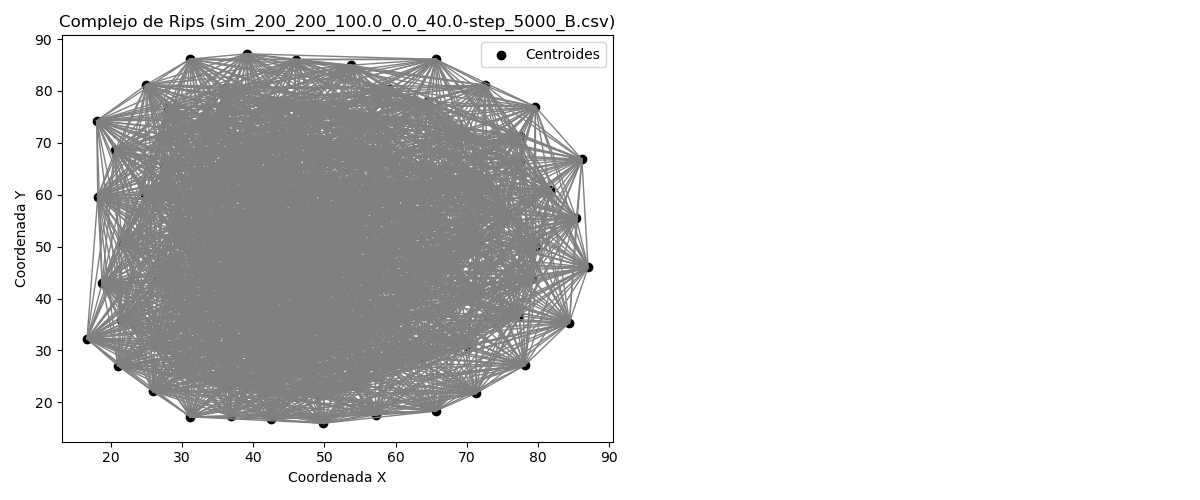 Complejo de Rips (sim_200_200_100.0_0.0_40.0-step_5000_B.csv)
Centroides
90
80
70
60
50
40
30
20
Coordenada Y
20 30 40 50 60 70 80 90
Coordenada X